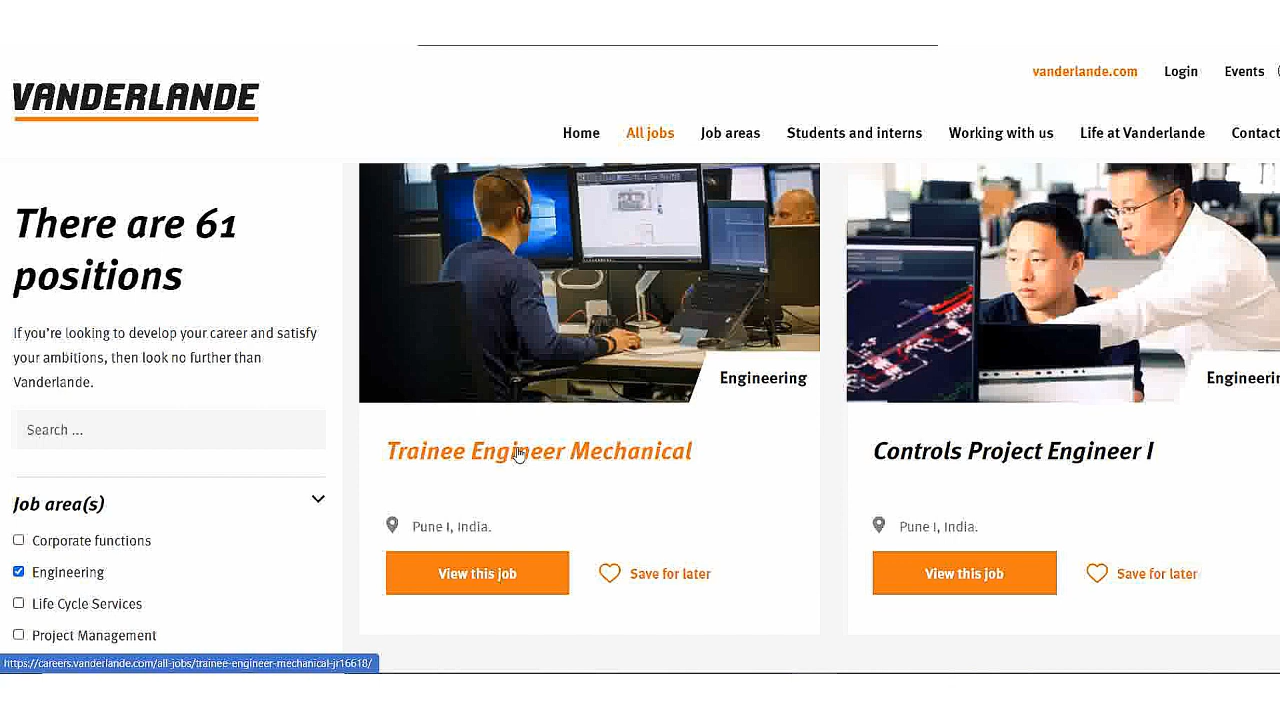 VANDERLANDE
vanderlande.com
Login
Events
Home
All jobs
Job areas
Students and interns
Working with us
Life at Vanderlande
Contact
There are 61
positions
If you're looking to develop your career and satisfy
your ambitions, then look no further than
Vanderlande.
Search ...
Job area(s)
Corporate functions
Engineering
Life Cycle Services
Project Management
Engineering
Trainee Engineer Mechanical
Pune I, India.
View this job
Save for later
Engineerin
Controls Project Engineer I
Pune I, India.
View this job
Save for later
https://careers.vanderlande.com/all-jobs/trainee-engineer-mechanical-jr16618/